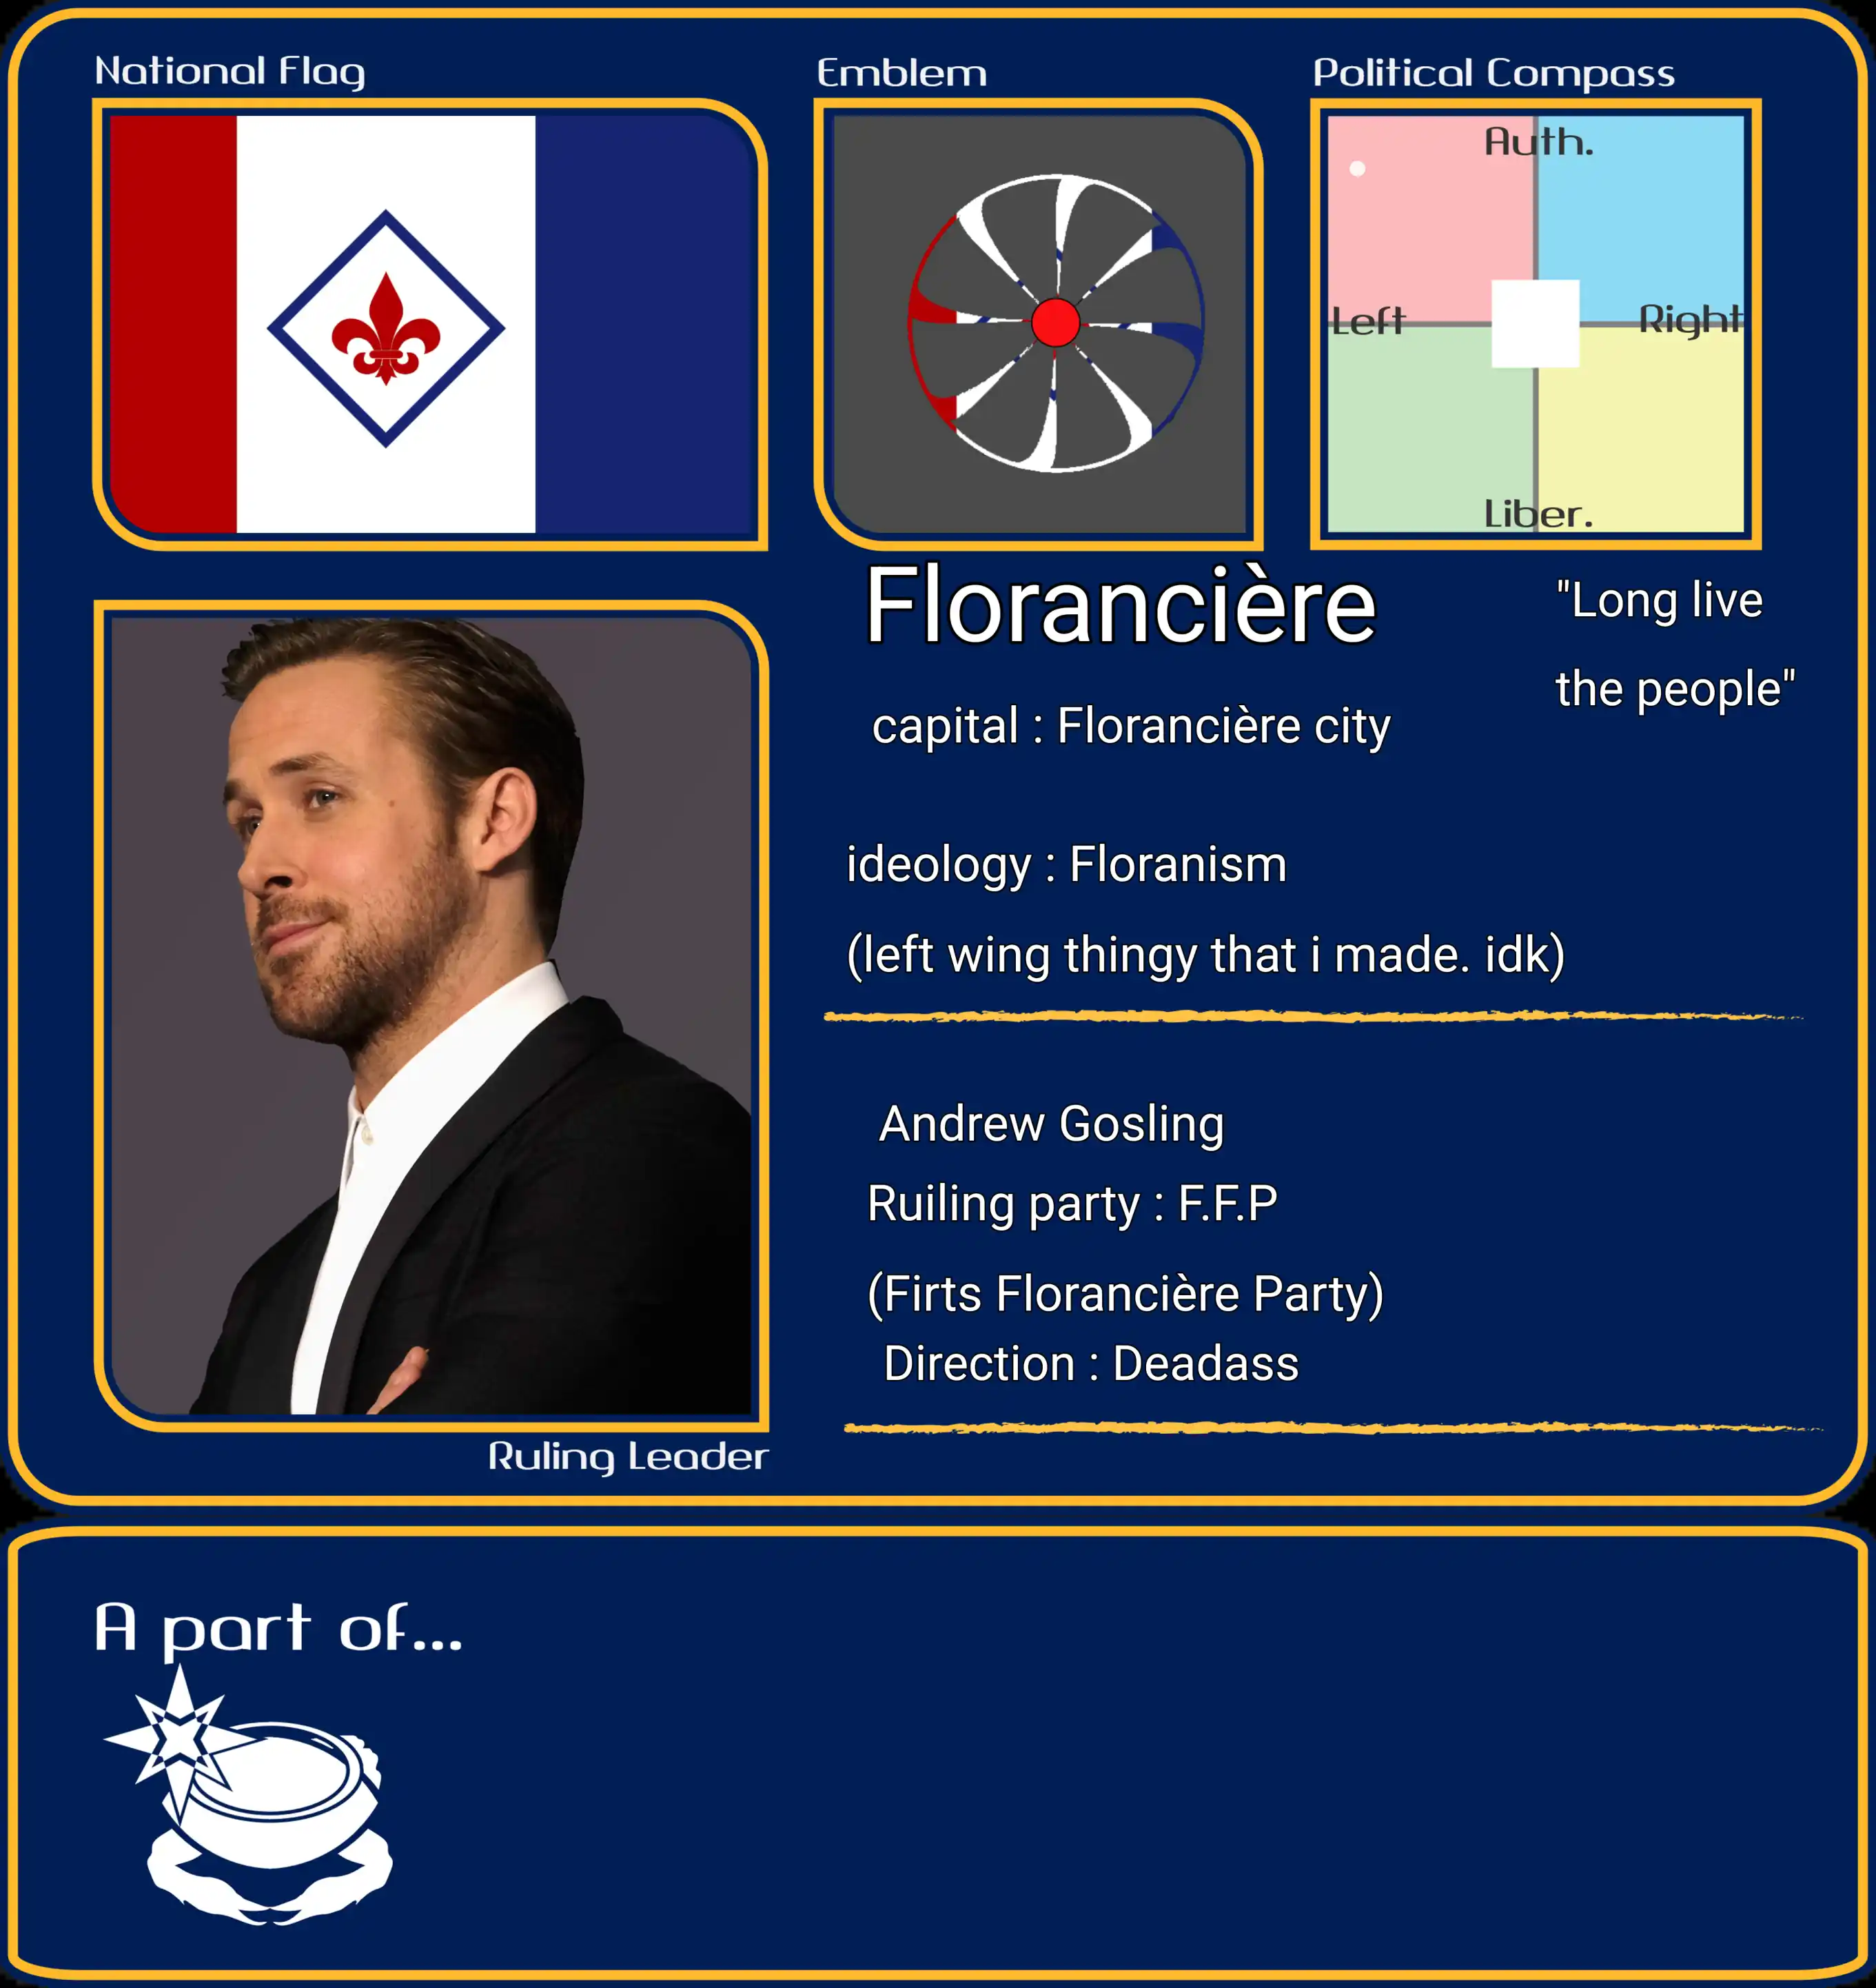 National Flag
Emblem
Political Compass
Auth.
Left
Right
Liber.
Florancière
"Long live
the people"
capital : Florancière city
ideology : Floranism
(left wing thingy that i made. idk)
Andrew Gosling
Ruiling party : F.F.P
(Firts Florancière Party)
Direction : Deadass
Ruling Leader
A part of...